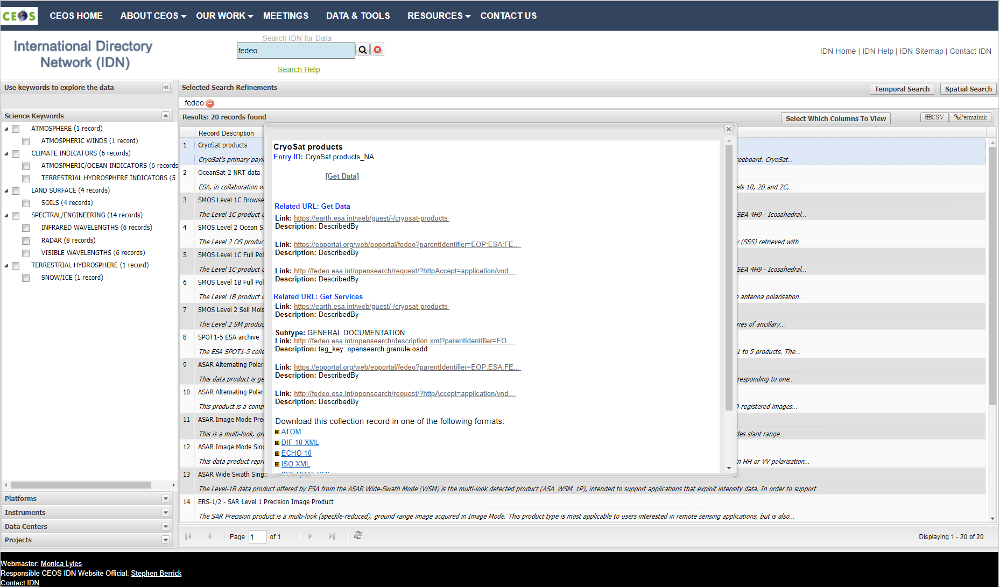 CEOS
CEOS HOME
ABOUT CEOS
OUR WORK
MEETINGS
DATA & TOOLS
RESOURCES
CONTACT US
International Directory
Network (IDN)
Search IDN for Data
fedeo
Search Help
IDN Home | IDN Help | IDN Sitemap | Contact IDN
Use keywords to explore the data
Science Keywords
ATMOSPHERE (1 record)
ATMOSPHERIC WINDS (1 record)
CLIMATE INDICATORS (6 records)
ATMOSPHERIC/OCEAN INDICATORS (6 records
TERRESTRIAL HYDROSPHERE INDICATORS (5
LAND SURFACE (4 records)
SOILS (4 records)
SPECTRAL/ENGINEERING (14 records)
INFRARED WAVELENGTHS (6 records)
RADAR (8 records)
VISIBLE WAVELENGTHS (6 records)
TERRESTRIAL HYDROSPHERE (1 record)
SNOW/ICE (1 record)
Platforms
Instruments
Data Centers
Projects
Selected Search Refinements
Temporal Search
Spatial Search
fedeo
Results: 20 records found
Select Which Columns To View
CSV
Permalink
Record Description
1 CryoSat products
CryoSat's primary payl
reeboard. CryoSat...
2 OceanSat-2 NRT data
ESA, in collaboration w
els 1B, 2B and 2C,...
3 SMOS Level 1C Browse
The Level 1C product c
SEA 4H9 - Icosahedral...
4 SMOS Level 2 Ocean S
The Level 2 OS produc
(SSS) retrieved with...
5 SMOS Level 1C Full Pol
The Level 1C product c
SEA 4H9 - Icosahedral...
6 SMOS Level 1B Full Pol
The Level 1B product c
antenna polarisation...
7 SMOS Level 2 Soil Mois
The Level 2 SM produc
ries of ancillary...
8 SPOT1-5 ESA archive
The ESA SPOT1-5 colle
1 to 5 products. The...
9 ASAR Alternating Polar
This data product is ge
responding to one...
10 ASAR Alternating Polar
This product is a comp
-registered images...
11 ASAR Image Mode Pre
This is a multi-look, gr
des slant range...
12 ASAR Image Mode Sing
This data product repr
in HH or VV polarisation...
13 ASAR Wide Swath Single Look Complex
The Level-1B data product offered by ESA from the ASAR Wide-Swath Mode (WSM) is the multi-look detected product (ASA_WSM_1P), intended to support applications that exploit intensity data. In order to support...
14 ERS-1/2 - SAR Level 1 Precision Image Product
The SAR Precision product is a multi-look (speckle-reduced), ground range image acquired in Image Mode. This product type is most applicable to users interested in remote sensing applications, but is also...
CryoSat products
Entry ID: CryoSat.products_NA
[Get Data]
Related URL: Get Data
Link: https://earth.esa.int/web/guest/-/cryosat-products
Description: DescribedBy
Link: https://eoportal.org/web/eoportal/fedeo?parentIdentifier=EOP:ESA:FE...
Description: DescribedBy
Link: http://fedeo.esa.int/opensearch/request/?httpAccept=application/vnd...
Description: DescribedBy
Related URL: Get Services
Link: https://earth.esa.int/web/guest/-/cryosat-products
Description: DescribedBy
Subtype: GENERAL DOCUMENTATION
Link: http://fedeo.esa.int/opensearch/description.xml?parentIdentifier=EO...
Description: tag_key: opensearch.granule.osdd
Link: https://eoportal.org/web/eoportal/fedeo?parentIdentifier=EOP:ESA:FE...
Description: DescribedBy
Link: http://fedeo.esa.int/opensearch/request/?httpAccept=application/vnd...
Description: DescribedBy
Download this collection record in one of the following formats:
ATOM
DIF 10 XML
ECHO 10
ISO XML
Page 1 of 1
Displaying 1 - 20 of 20
Webmaster: Monica Lyles
Responsible CEOS IDN Website Official: Stephen Berrick
Contact IDN